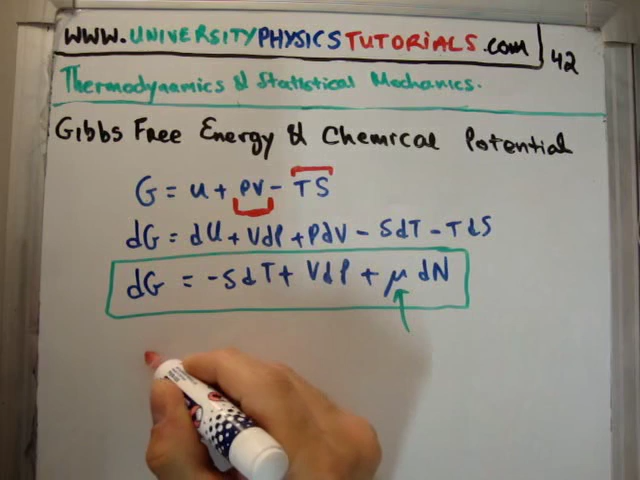 WWW.UNIVERSITYPHYSICSTUTORIALS.COM 42
Thermodynamics & Statistical Mechanics.
Gibbs Free Energy & Chemical Potential
G = U + PV - TS
dG = dU + VdP + PdV - SdT - TdS
dG = -SdT + VdP + μ dN